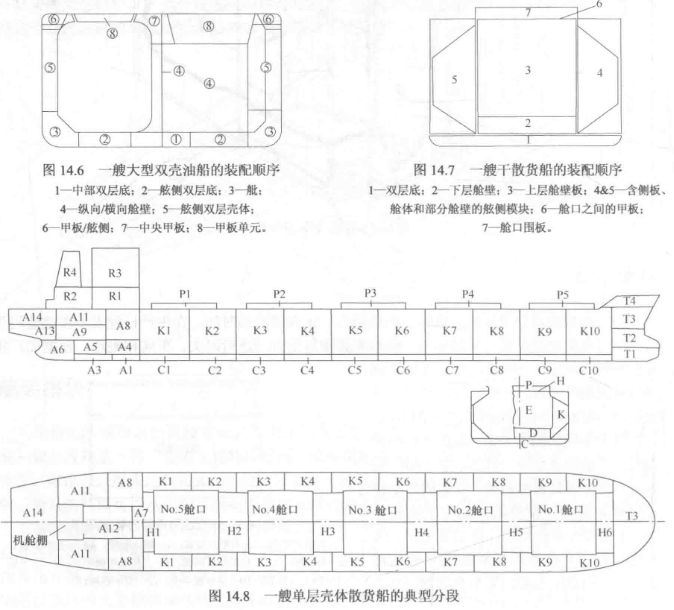 ⑥ ⑦ ⑧ ⑥
⑧
⑤ ④ ④ ⑤
③ ② ① ② ③
图 14.6 一艘大型双壳油船的装配顺序
1—中部双层底；2—舷侧双层底；3—舭；
4—纵向/横向舱壁；5—舷侧双层壳体；
6—甲板/舷侧；7—中央甲板；8—甲板单元。
6
7
5 3 4
2
1
图 14.7 一艘干散货船的装配顺序
1—双层底；2—下层舱壁；3—上层舱壁板；4&5—含侧板、
舱体和部分舱壁的舷侧模块；6—舱口之间的甲板；
7—舱口围板。
R4 R3
R2 R1 P1 P2 P3 P4 P5 T4
A14 A11 T3
A13 A9 A8 K1 K2 K3 K4 K5 K6 K7 K8 K9 K10 T2
A6 A5 A4 T1
A3 A1 C1 C2 C3 C4 C5 C6 C7 C8 C9 C10
P H
E K
D
C
A11 A8 K1 K2 K3 K4 K5 K6 K7 K8 K9 K10
A14 A7 No.5舱口 No.4舱口 No.3舱口 No.2舱口 No.1舱口 T3
机舱棚 A12 H1 H2 H3 H4 H5 H6
A11 A8 K1 K2 K3 K4 K5 K6 K7 K8 K9 K10
图 14.8 一艘单层壳体散货船的典型分段